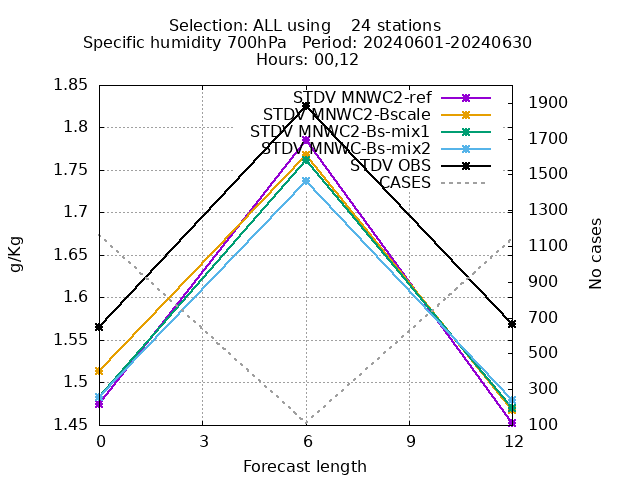 Selection: ALL using    24 stations
Specific humidity 700hPa   Period: 20240601-20240630
Hours: 00,12
STDV MNWC2-ref
STDV MNWC2-Bscale
STDV MNWC2-Bs-mix1
STDV MNWC-Bs-mix2
STDV OBS
CASES
1.85
1.8
1.75
1.7
1.65
1.6
1.55
1.5
1.45
1900
1700
1500
1300
1100
900
700
500
300
100
g/Kg
No cases
0 3 6 9 12
Forecast length